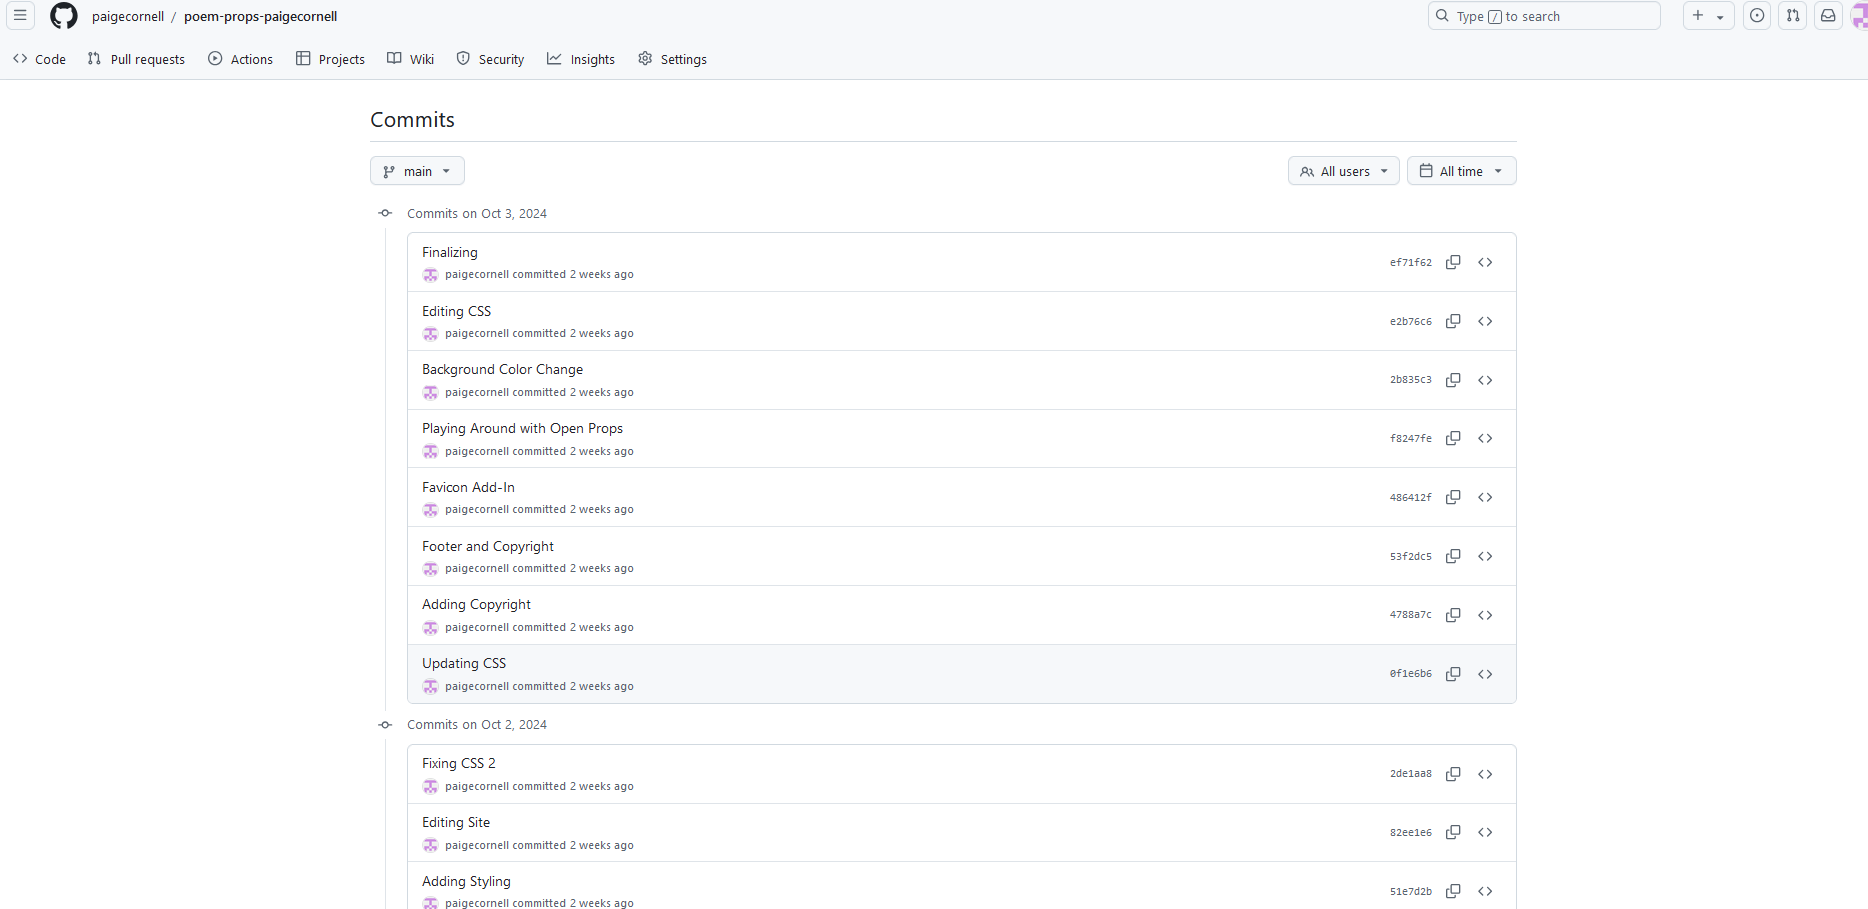 paigecornell / poem-props-paigecornell
Type / to search
Code Pull requests Actions Projects Wiki Security Insights Settings
Commits
main All users All time
Commits on Oct 3, 2024
Finalizing
paigecornell committed 2 weeks ago
ef71f62
Editing CSS
paigecornell committed 2 weeks ago
e2b76c6
Background Color Change
paigecornell committed 2 weeks ago
2b835c3
Playing Around with Open Props
paigecornell committed 2 weeks ago
f8247fe
Favicon Add-In
paigecornell committed 2 weeks ago
486412f
Footer and Copyright
paigecornell committed 2 weeks ago
53f2dc5
Adding Copyright
paigecornell committed 2 weeks ago
4788a7c
Updating CSS
paigecornell committed 2 weeks ago
0f1e6b6
Commits on Oct 2, 2024
Fixing CSS 2
paigecornell committed 2 weeks ago
2de1aa8
Editing Site
paigecornell committed 2 weeks ago
82ee1e6
Adding Styling
paigecornell committed 2 weeks ago
51e7d2b